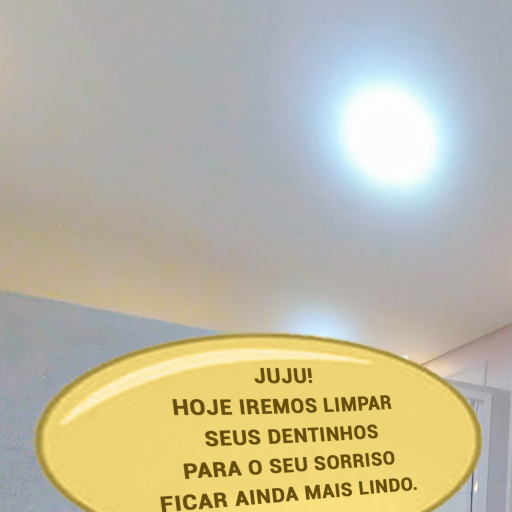 JUJU!
HOJE IREMOS LIMPAR
SEUS DENTINHOS
PARA O SEU SORRISO
FICAR AINDA MAIS LINDO.